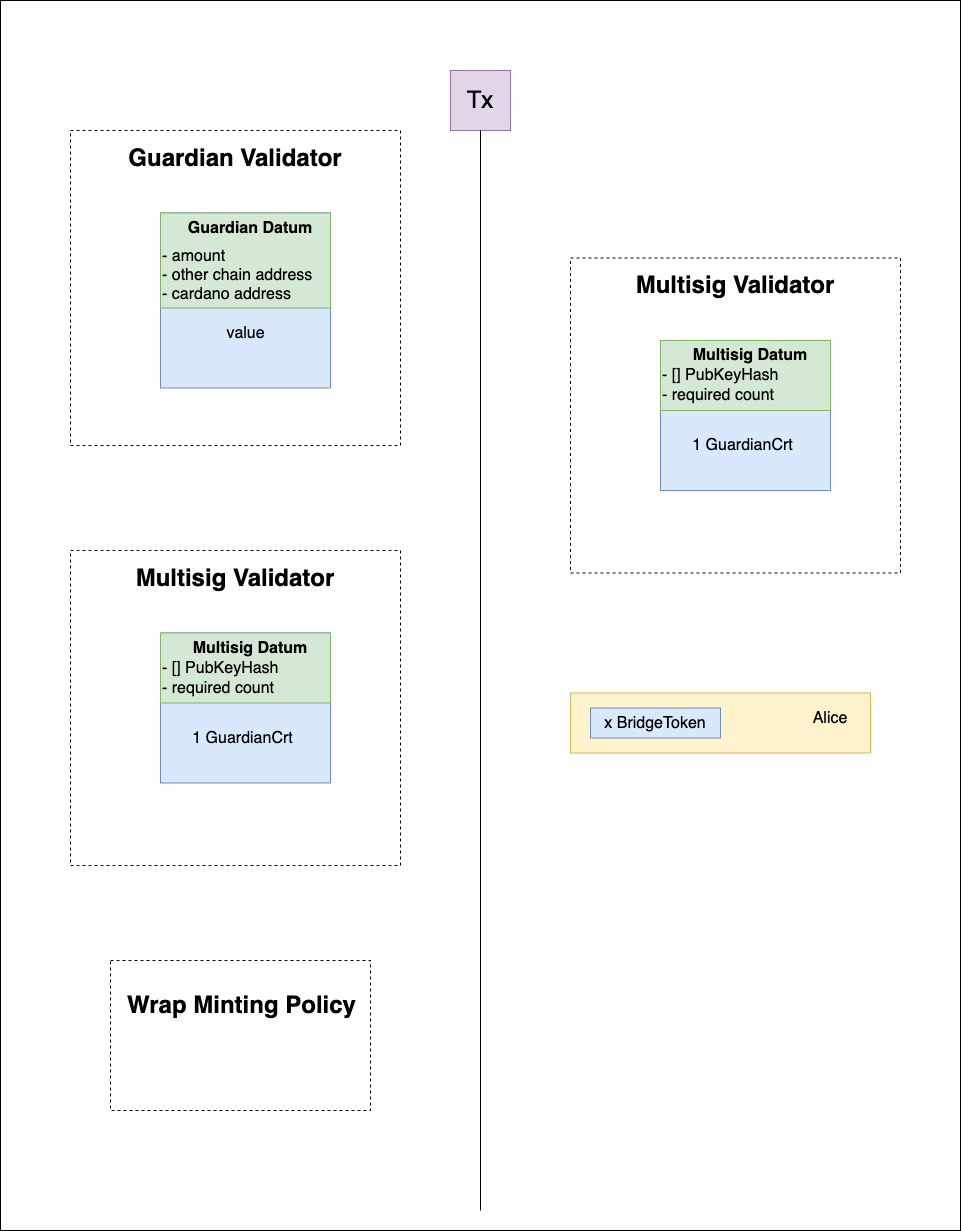 Tx
Guardian Validator
Guardian Datum
- amount
- other chain address
- cardano address
value
Multisig Validator
Multisig Datum
- [] PubKeyHash
- required count
1 GuardianCrt
Multisig Validator
Multisig Datum
- [] PubKeyHash
- required count
1 GuardianCrt
x BridgeToken
Alice
Wrap Minting Policy